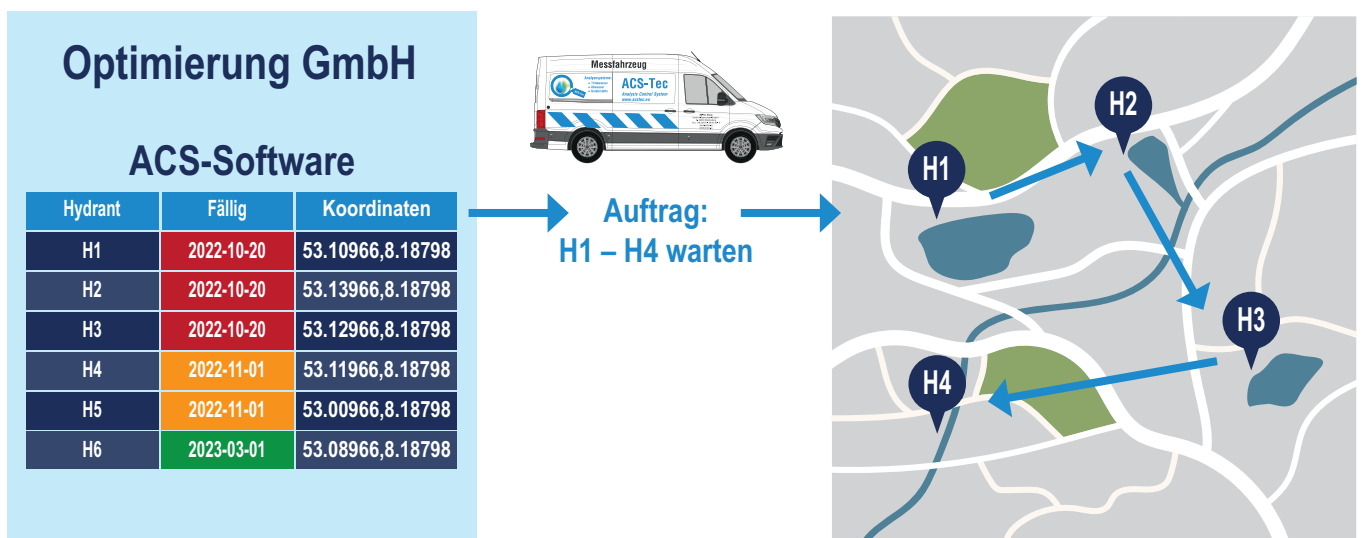 Optimierung GmbH
ACS-Software
Hydrant Fällig Koordinaten
H1 2022-10-20 53.10966,8.18798
H2 2022-10-20 53.13966,8.18798
H3 2022-10-20 53.12966,8.18798
H4 2022-11-01 53.11966,8.18798
H5 2022-11-01 53.00966,8.18798
H6 2023-03-01 53.08966,8.18798
Messfahrzeug
ACS-Tec
Analysis Control System
Auftrag:
H1 – H4 warten
H1
H2
H3
H4